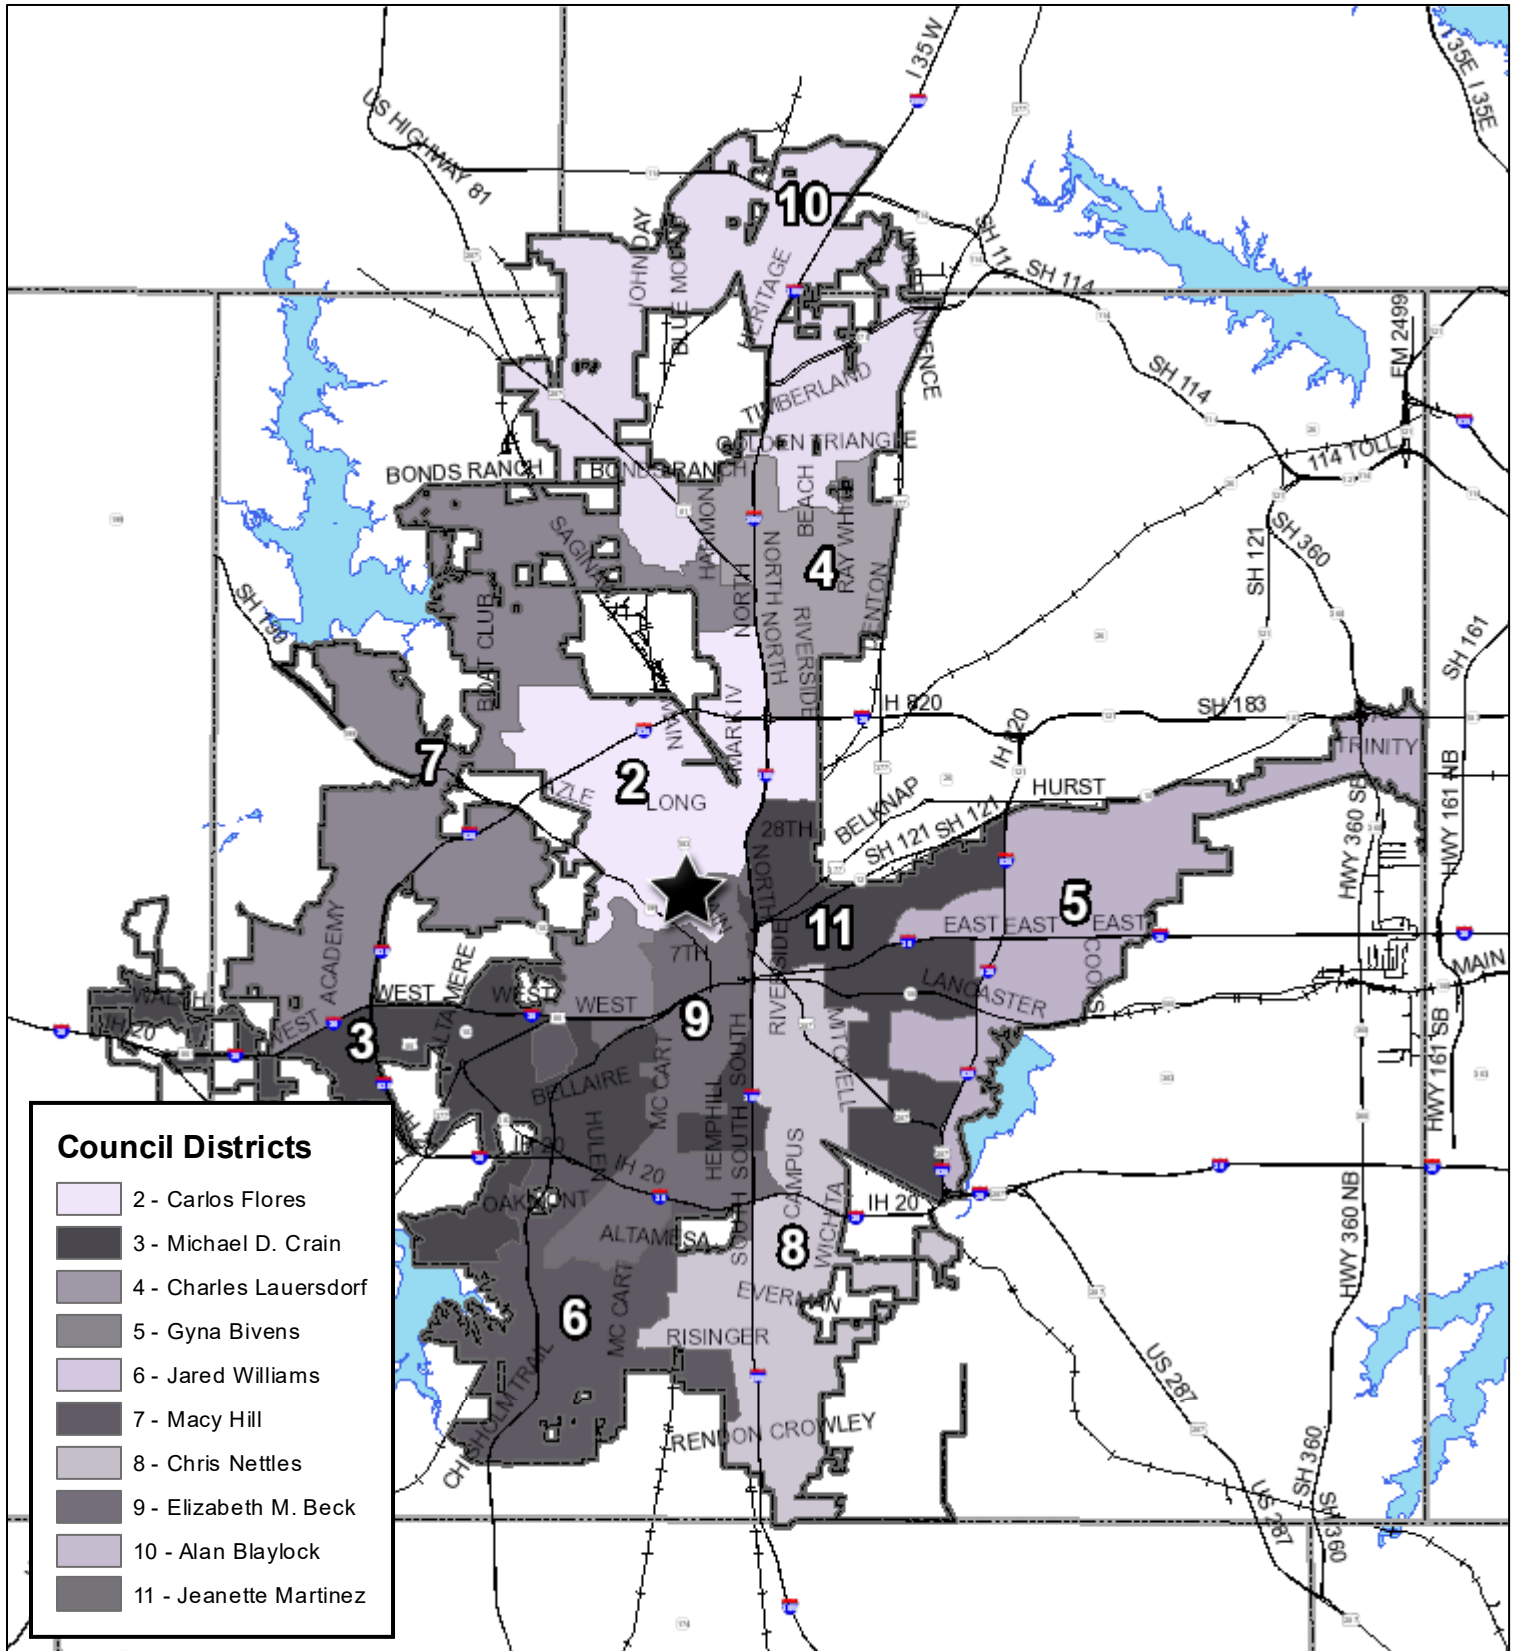 I 35W
I 35E
I 35E
US HIGHWAY 81
10
JOHN DAY
BLUE MOUND
HERITAGE
SH 114
SH 114
FM 2499
SH 114
TIMBERLAND
GOLDEN TRIANGLE
114 TOLL
BONDS RANCH
BONDS RANCH
HARMON
BEACH
RAY WHITE
SAGINAW
4
SH 121
SH 360
NORTH
NORTH
NORTH
DENTON
SH 199
BOAT CLUB
RIVERSIDE
SH 161
MARK IV
IH 820
SH 183
TRINITY
7
2
AZLE
LONG
IH 820
HURST
BELKNAP
28TH
SH 121
SH 121
HWY 360 SB
HWY 161 NB
NORTH
11
5
EAST
EAST
EAST
MAIN
ACADEMY
7TH
RIVERSIDE
COOKS
LANCASTER
WALSH
WEST
WEST
WEST
ALTAMERE
WEST
IH 20
3
9
MITCHELL
HWY 161 SB
BELLAIRE
MC CART
SOUTH
HULEN
HEMPHILL
SOUTH
IH 20
IH 20
CAMPUS
OAKMONT
SOUTH
WICHITA
IH 20
ALTAMESA
8
HWY 360 NB
6
MC CART
EVERMAN
RISINGER
CHISHOLM TRAIL
US 287
RENDON CROWLEY
SH 360
US 287
SH 360
Council Districts
2 - Carlos Flores
3 - Michael D. Crain
4 - Charles Lauersdorf
5 - Gyna Bivens
6 - Jared Williams
7 - Macy Hill
8 - Chris Nettles
9 - Elizabeth M. Beck
10 - Alan Blaylock
11 - Jeanette Martinez